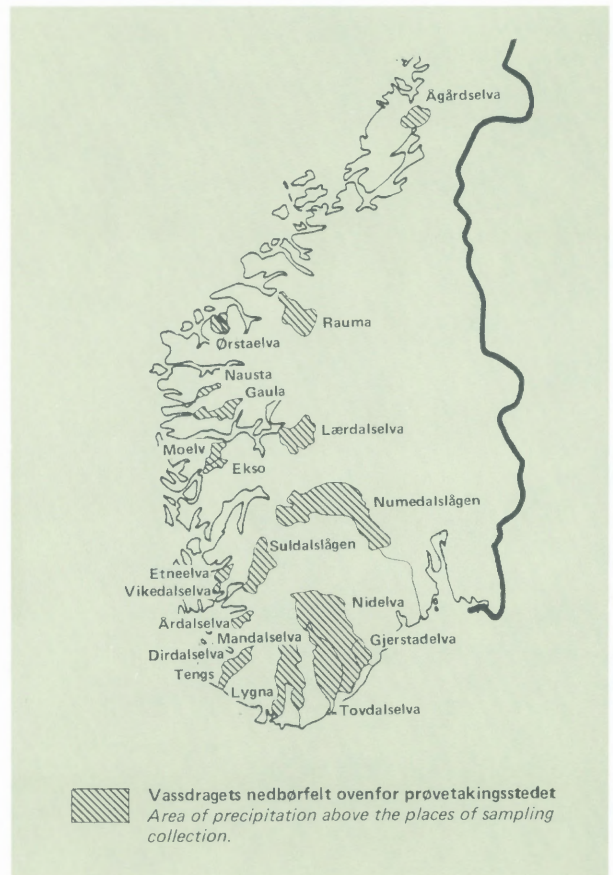 Ågårdselva
Rauma
Ørstaelva
Nausta
Gaula
Lærdalselva
Moelv
Ekso
Numedalslågen
Suldalslågen
Etneelva
Vikedalselva
Nidelva
Årdalselva
Mandalselva
Gjerstadelva
Dirdalselva
Tengs
Lygna
Tovdalselva
Vassdragets nedbørfelt ovenfor prøvetakingsstedet
Area of precipitation above the places of sampling
collection.